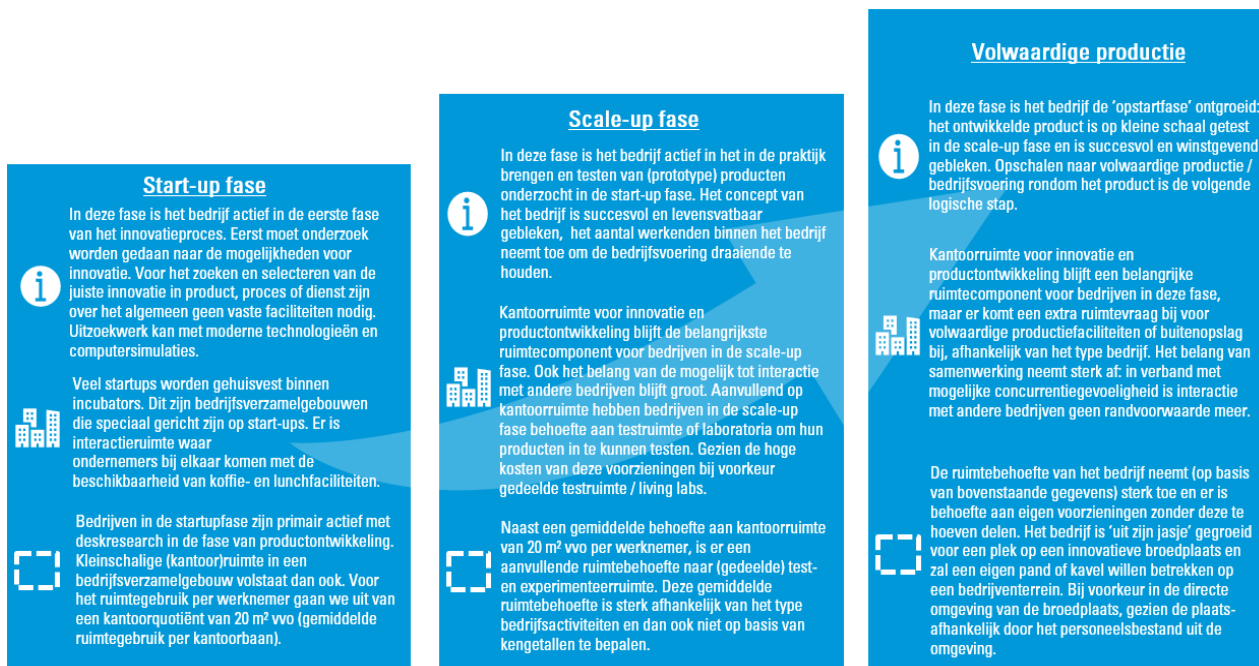 Start-up fase
In deze fase is het bedrijf actief in de eerste fase
van het innovatieproces. Eerst moet onderzoek
worden gedaan naar de mogelijkheden voor
innovatie. Voor het zoeken en selecteren van de
juiste innovatie in product, proces of dienst zijn
over het algemeen geen vaste faciliteiten nodig.
Uitzoekwerk kan met moderne technologieën en
computersimulaties.
Veel startups worden gehuisvest binnen
incubators. Dit zijn bedrijfsverzamelgebouwen
die speciaal gericht zijn op start-ups. Er is
interactieruimte waar
ondernemers bij elkaar komen met de
beschikbaarheid van koffie- en lunchfaciliteiten.
Bedrijven in de startupfase zijn primair actief met
deskresearch in de fase van productontwikkeling.
Kleinschalige (kantoor)ruimte in een
bedrijfsverzamelgebouw volstaat dan ook. Voor
het ruimtegebruik per werknemer gaan we uit van
een kantoorquotiënt van 20 m² vvo (gemiddelde
ruimtegebruik per kantoorbaan).
Scale-up fase
In deze fase is het bedrijf actief in het in de praktijk
brengen en testen van (prototype) producten
onderzocht in de start-up fase. Het concept van
het bedrijf is succesvol en levensvatbaar
gebleken, het aantal werkenden binnen het bedrijf
neemt toe om de bedrijfsvoering draaiende te
houden.
Kantoorruimte voor innovatie en
productontwikkeling blijft de belangrijkste
ruimtecomponent voor bedrijven in de scale-up
fase. Ook het belang van de mogelijk tot interactie
met andere bedrijven blijft groot. Aanvullend op
kantoorruimte hebben bedrijven in de scale-up
fase behoefte aan testruimte of laboratoria om hun
producten in te kunnen testen. Gezien de hoge
kosten van deze voorzieningen bij voorkeur
gedeelde testruimte / living labs.
Naast een gemiddelde behoefte aan kantoorruimte
van 20 m² vvo per werknemer, is er een
aanvullende ruimtebehoefte naar (gedeelde) test-
en experimenteerruimte. Deze gemiddelde
ruimtebehoefte is sterk afhankelijk van het type
bedrijfsactiviteiten en dan ook niet op basis van
kengetallen te bepalen.
Volwaardige productie
In deze fase is het bedrijf de ‘opstartfase’ ontgroeid:
het ontwikkelde product is op kleine schaal getest
in de scale-up fase en is succesvol en winstgevend
gebleken. Opschalen naar volwaardige productie /
bedrijfsvoering rondom het product is de volgende
logische stap.
Kantoorruimte voor innovatie en
productontwikkeling blijft een belangrijke
ruimtecomponent voor bedrijven in deze fase,
maar er komt een extra ruimtevraag bij voor
volwaardige productiefaciliteiten of buitenopslag
bij, afhankelijk van het type bedrijf. Het belang van
samenwerking neemt sterk af: in verband met
mogelijke concurrentiegevoeligheid is interactie
met andere bedrijven geen randvoorwaarde meer.
De ruimtebehoefte van het bedrijf neemt (op basis
van bovenstaande gegevens) sterk toe en er is
behoefte aan eigen voorzieningen zonder deze te
hoeven delen. Het bedrijf is ‘uit zijn jasje’ gegroeid
voor een plek op een innovatieve broedplaats en
zal een eigen pand of kavel willen betrekken op
een bedrijventerrein. Bij voorkeur in de directe
omgeving van de broedplaats, gezien de plaats-
afhankelijk door het personeelsbestand uit de
omgeving.